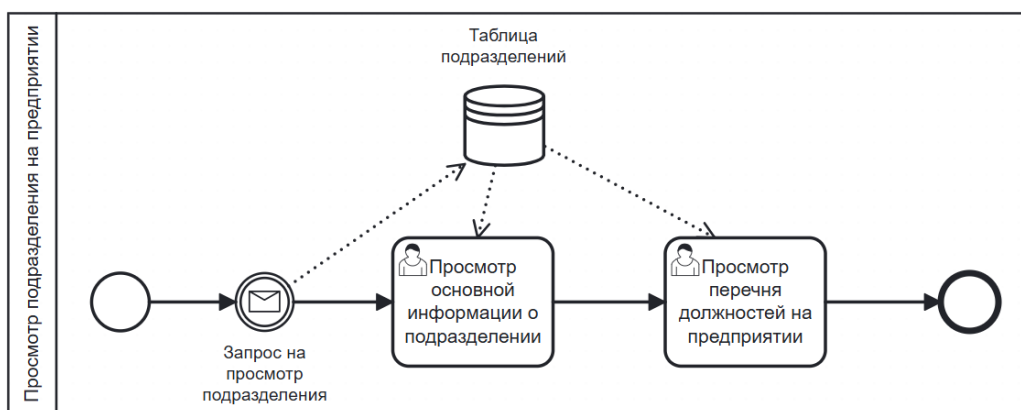 Просмотр подразделения на предприятии
Таблица
подразделений
Запрос на
просмотр
подразделения
Просмотр
основной
информации о
подразделении
Просмотр
перечня
должностей на
предприятии